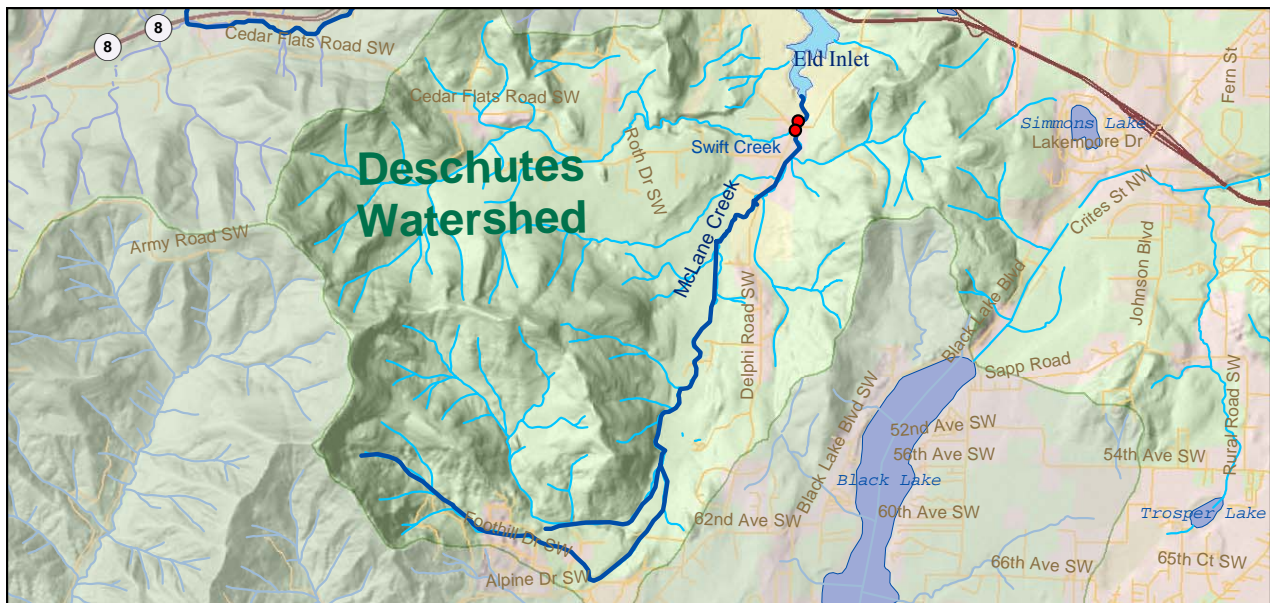 8
8
Cedar Flats Road SW
Eld Inlet
Fern St
Cedar Flats Road SW
Simmons Lake
Lakemoore Dr
Roth Dr SW
Swift Creek
Deschutes
Watershed
Crites St NW
McLane Creek
Army Road SW
Johnson Blvd
Delphi Road SW
Black Lake Blvd
Sapp Road
Black Lake Blvd SW
Rural Road SW
52nd Ave SW
56th Ave SW
54th Ave SW
Black Lake
60th Ave SW
62nd Ave SW
Trosper Lake
Foothill Dr SW
66th Ave SW
65th Ct SW
Alpine Dr SW